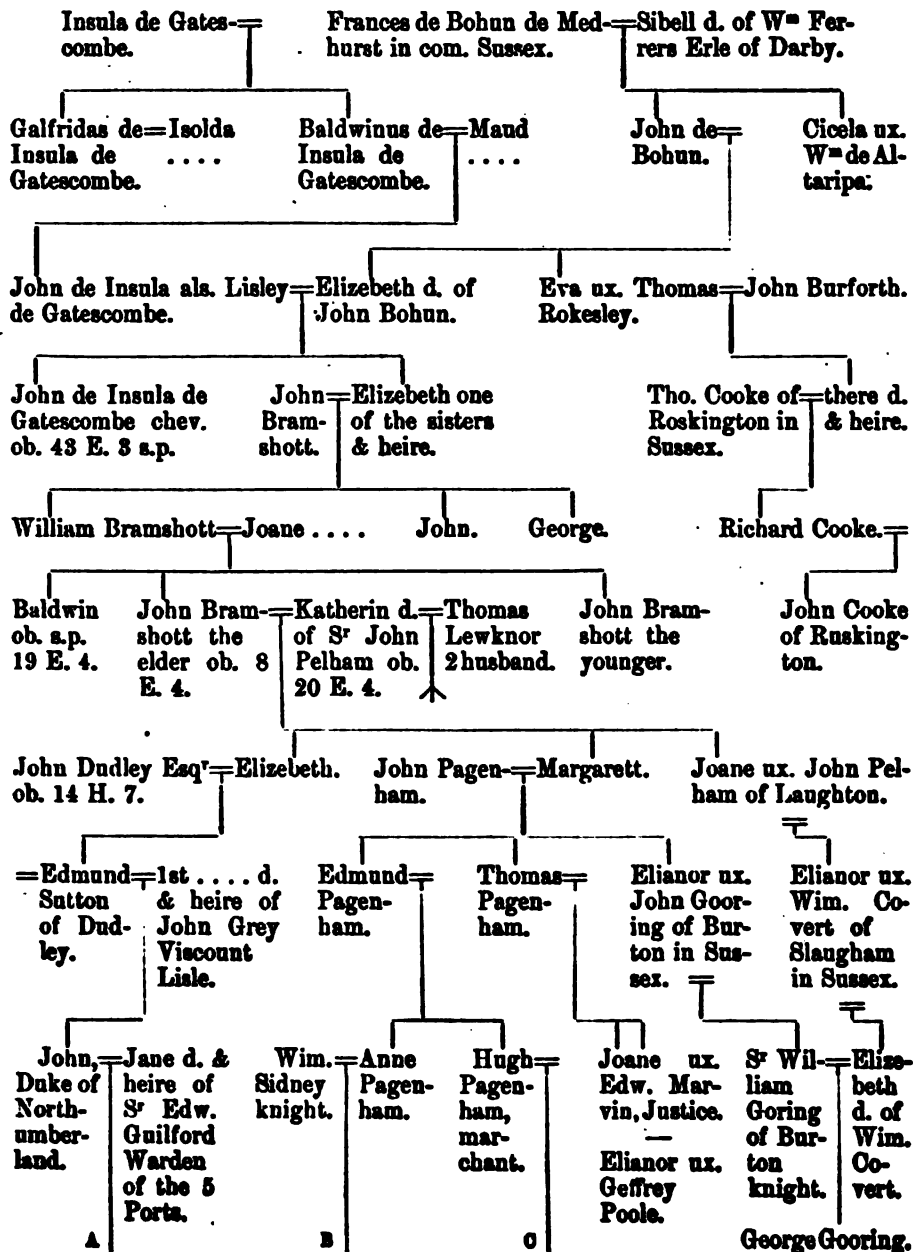 Insula de Gates-
combe.
Frances de Bohun de Med-
hurst in com. Sussex.
Sibell d. of Wm Fer-
rers Erle of Darby.
Galfridas de
Insula de
Gatescombe.
Isolda
....
Baldwinus de
Insula de
Gatescombe.
Maud
....
John de
Bohun.
Cicela ux.
Wm de Al-
taripa.
John de Insula als. Lisley
de Gatescombe.
Elizebeth d. of
John Bohun.
Eva ux. Thomas
Rokesley.
John Burforth.
John de Insula de
Gatescombe chev.
ob. 43 E. 3 s.p.
John
Bram-
shott.
Elizebeth one
of the sisters
& heire.
Tho. Cooke of
Roskington in
Sussex.
there d.
& heire.
William Bramshott
Joane ....
John.
George.
Richard Cooke.
Baldwin
ob. s.p.
19 E. 4.
John Bram-
shott the
elder ob. 8
E. 4.
Katherin d.
of Sr John
Pelham ob.
20 E. 4.
Thomas
Lewknor
2 husband.
John Bram-
shott the
younger.
John Cooke
of Rusking-
ton.
John Dudley Esqr
ob. 14 H. 7.
Elizebeth.
John Pagen-
ham.
Margarett.
Joane ux. John Pel-
ham of Laughton.
Edmund
Sutton
of Dud-
ley.
1st .... d.
& heire of
John Grey
Viscount
Lisle.
Edmund
Pagen-
ham.
Thomas
Pagen-
ham.
Elianor ux.
John Goor-
ing of Bur-
ton in Sus-
sex.
Elianor ux.
Wim. Co-
vert of
Slaugham
in Sussex.
John,
Duke of
North-
umber-
land.
Jane d. &
heire of
Sr Edw.
Guilford
Warden
of the 5
Ports.
Wim.
Sidney
knight.
Anne
Pagen-
ham.
Hugh
Pagen-
ham,
mar-
chant.
Joane ux.
Edw. Mar-
vin, Justice.
—
Elianor ux.
Geffrey
Poole.
Sr Wil-
liam
Goring
of Bur-
ton
knight.
Elize-
beth
d. of
Wim.
Co-
vert.
A
B
C
George Gooring.